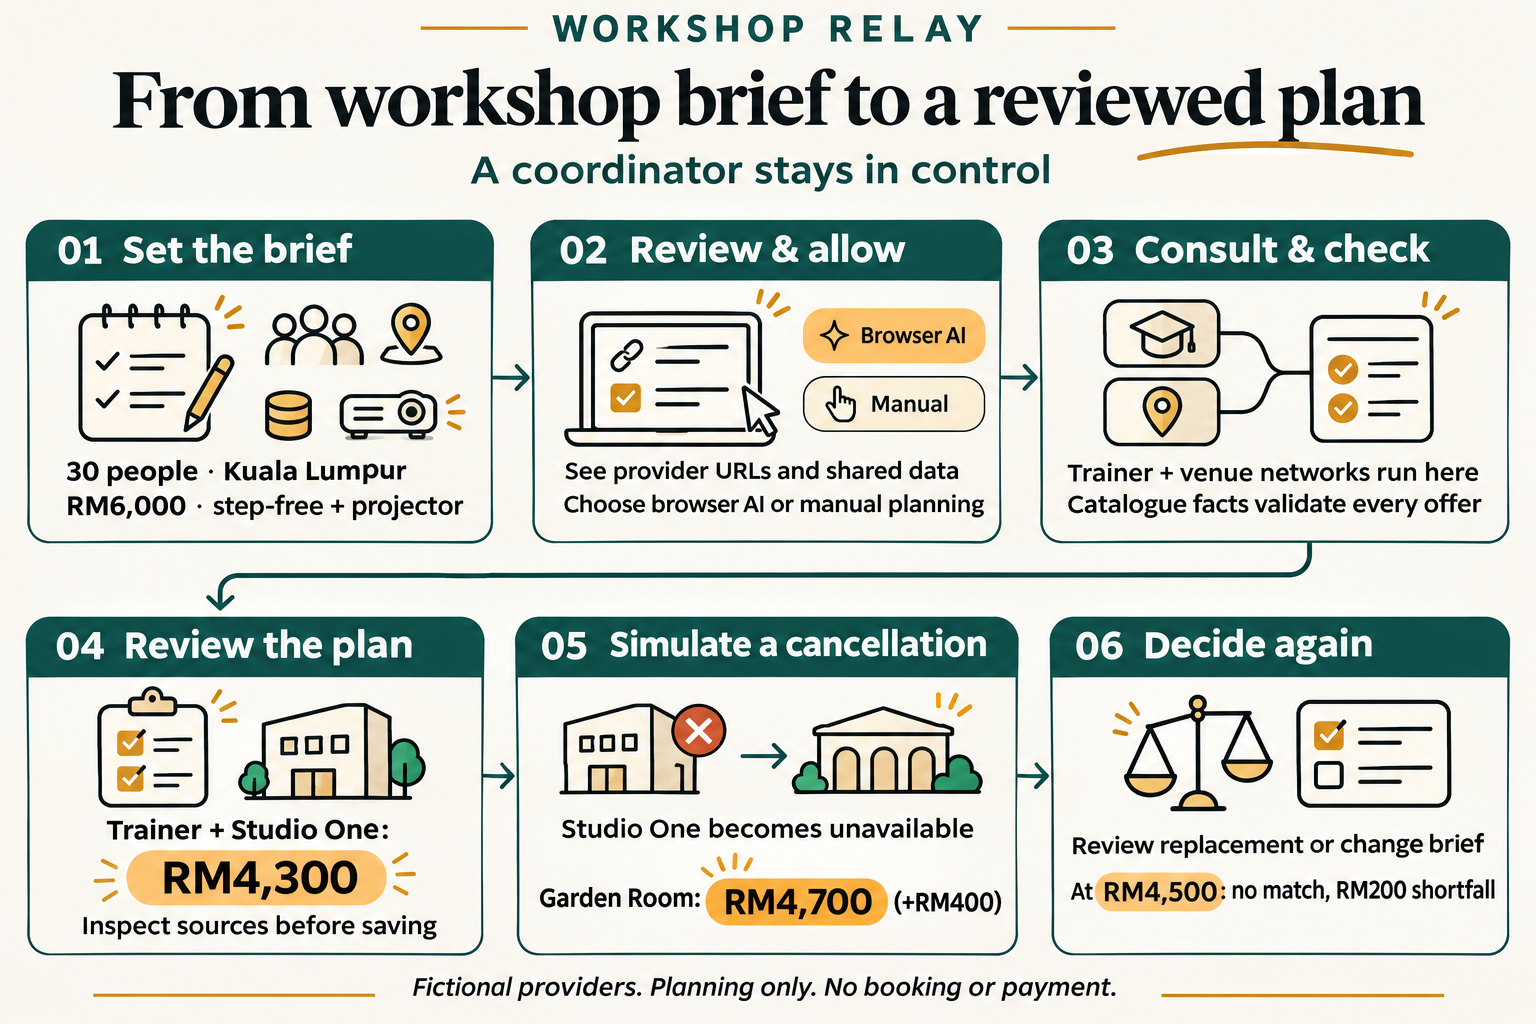 WORKSHOP RELAY
From workshop brief to a reviewed plan
A coordinator stays in control
01 Set the brief
30 people · Kuala Lumpur
RM6,000 · step-free + projector
02 Review & allow
Browser AI
Manual
See provider URLs and shared data
Choose browser AI or manual planning
03 Consult & check
Trainer + venue networks run here
Catalogue facts validate every offer
04 Review the plan
Trainer + Studio One:
RM4,300
Inspect sources before saving
05 Simulate a cancellation
Studio One becomes unavailable
Garden Room: RM4,700 (+RM400)
06 Decide again
Review replacement or change brief
At RM4,500: no match, RM200 shortfall
Fictional providers. Planning only. No booking or payment.